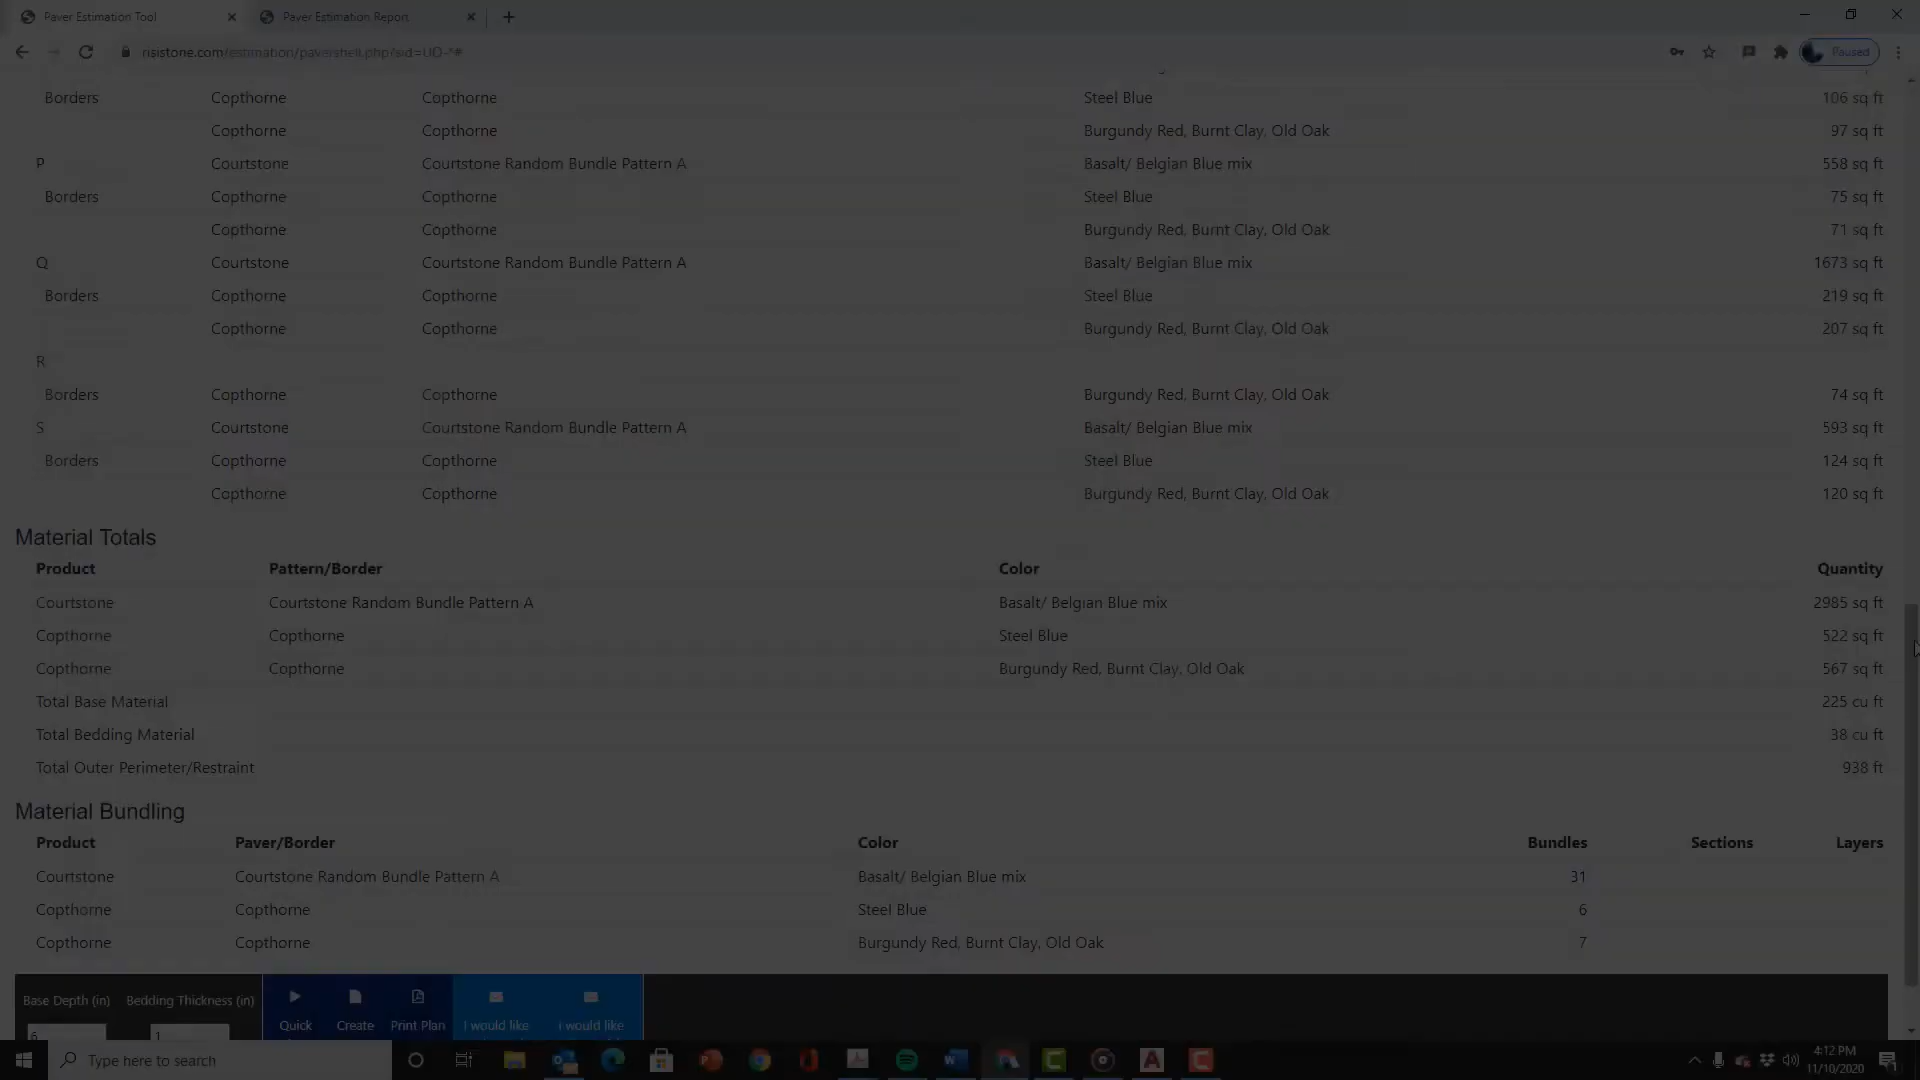 Paver Estimation Tool Paver Estimation Report
risistone.com/estimation/pavershell.php?sid=UD-*# Paused
Borders Copthorne Copthorne Steel Blue 106 sq ft
Copthorne Copthorne Burgundy Red, Burnt Clay, Old Oak 97 sq ft
P Courtstone Courtstone Random Bundle Pattern A Basalt/ Belgian Blue mix 558 sq ft
Borders Copthorne Copthorne Steel Blue 75 sq ft
Copthorne Copthorne Burgundy Red, Burnt Clay, Old Oak 71 sq ft
Q Courtstone Courtstone Random Bundle Pattern A Basalt/ Belgian Blue mix 1673 sq ft
Borders Copthorne Copthorne Steel Blue 219 sq ft
Copthorne Copthorne Burgundy Red, Burnt Clay, Old Oak 207 sq ft
R
Borders Copthorne Copthorne Burgundy Red, Burnt Clay, Old Oak 74 sq ft
S Courtstone Courtstone Random Bundle Pattern A Basalt/ Belgian Blue mix 593 sq ft
Borders Copthorne Copthorne Steel Blue 124 sq ft
Copthorne Copthorne Burgundy Red, Burnt Clay, Old Oak 120 sq ft
Material Totals
Product Pattern/Border Color Quantity
Courtstone Courtstone Random Bundle Pattern A Basalt/ Belgian Blue mix 2985 sq ft
Copthorne Copthorne Steel Blue 522 sq ft
Copthorne Copthorne Burgundy Red, Burnt Clay, Old Oak 567 sq ft
Total Base Material 225 cu ft
Total Bedding Material 38 cu ft
Total Outer Perimeter/Restraint 938 ft
Material Bundling
Product Paver/Border Color Bundles Sections Layers
Courtstone Courtstone Random Bundle Pattern A Basalt/ Belgian Blue mix 31
Copthorne Copthorne Steel Blue 6
Copthorne Copthorne Burgundy Red, Burnt Clay, Old Oak 7
Base Depth (in) Bedding Thickness (in)
Quick Create Print Plan I would like I would like
6 1
Type here to search
4:12 PM
11/10/2020